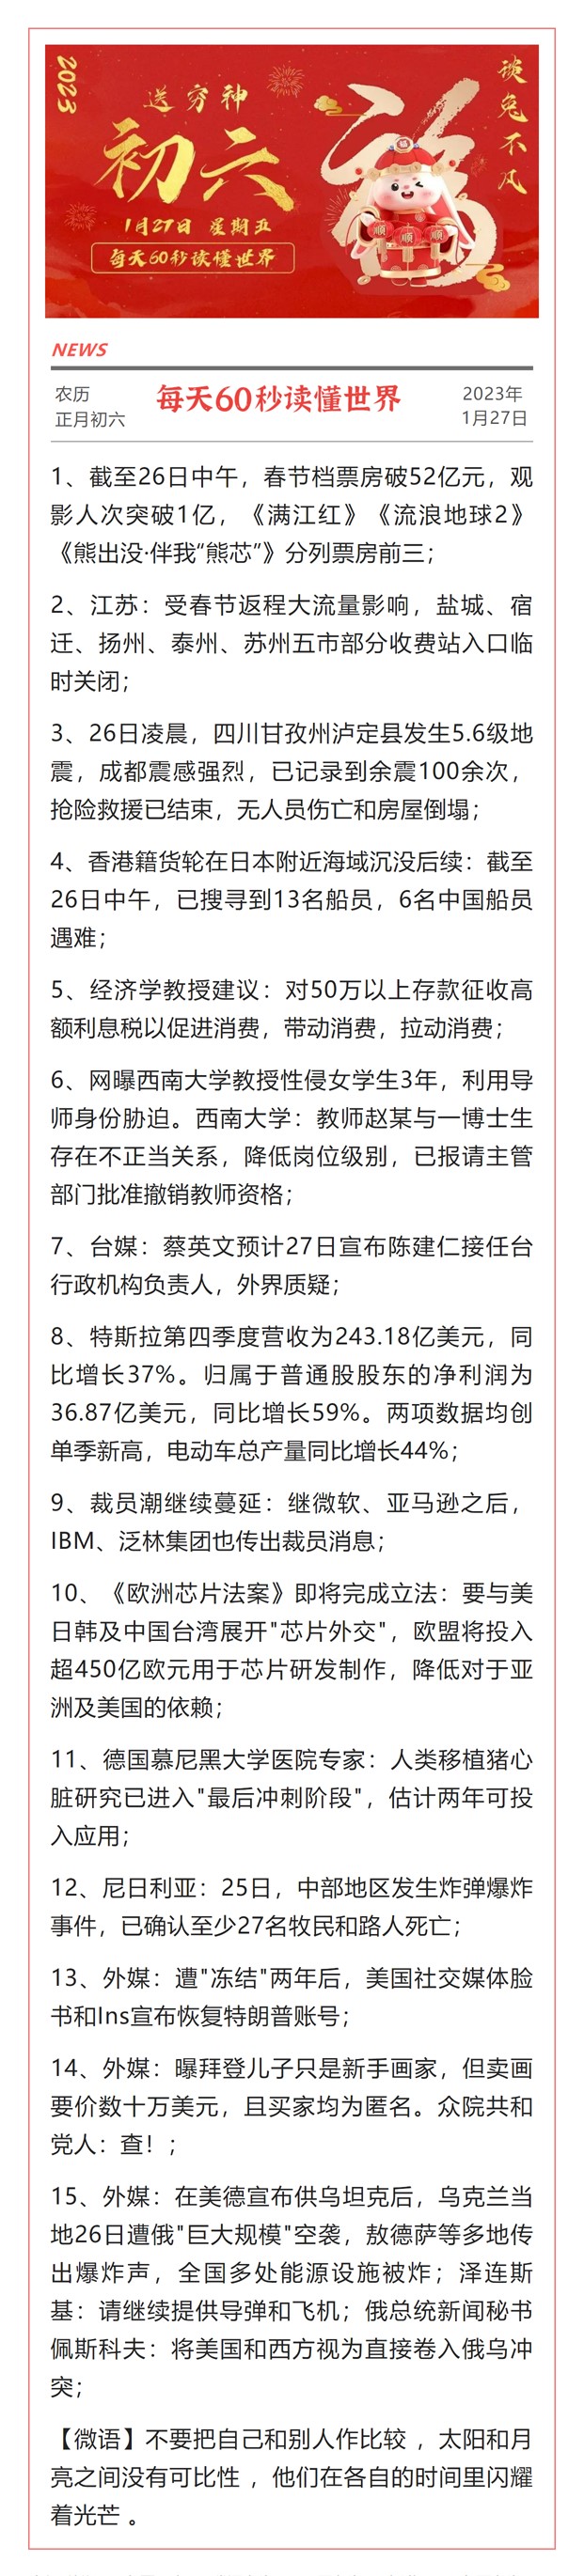 2023
谈兔不凡
送穷神
初六
1月27日 星期五
每天60秒读懂世界
顺 顺 顺
NEWS
农历
正月初六
每天60秒读懂世界
2023年
1月27日
1、截至26日中午，春节档票房破52亿元，观
影人次突破1亿，《满江红》《流浪地球2》
《熊出没·伴我“熊芯”》分列票房前三；
2、江苏：受春节返程大流量影响，盐城、宿
迁、扬州、泰州、苏州五市部分收费站入口临
时关闭；
3、26日凌晨，四川甘孜州泸定县发生5.6级地
震，成都震感强烈，已记录到余震100余次，
抢险救援已结束，无人员伤亡和房屋倒塌；
4、香港籍货轮在日本附近海域沉没后续：截至
26日中午，已搜寻到13名船员，6名中国船员
遇难；
5、经济学教授建议：对50万以上存款征收高
额利息税以促进消费，带动消费，拉动消费；
6、网曝西南大学教授性侵女学生3年，利用导
师身份胁迫。西南大学：教师赵某与一博士生
存在不正当关系，降低岗位级别，已报请主管
部门批准撤销教师资格；
7、台媒：蔡英文预计27日宣布陈建仁接任台
行政机构负责人，外界质疑；
8、特斯拉第四季度营收为243.18亿美元，同
比增长37%。归属于普通股股东的净利润为
36.87亿美元，同比增长59%。两项数据均创
单季新高，电动车总产量同比增长44%；
9、裁员潮继续蔓延：继微软、亚马逊之后，
IBM、泛林集团也传出裁员消息；
10、《欧洲芯片法案》即将完成立法：要与美
日韩及中国台湾展开"芯片外交"，欧盟将投入
超450亿欧元用于芯片研发制作，降低对于亚
洲及美国的依赖；
11、德国慕尼黑大学医院专家：人类移植猪心
脏研究已进入"最后冲刺阶段"，估计两年可投
入应用；
12、尼日利亚：25日，中部地区发生炸弹爆炸
事件，已确认至少27名牧民和路人死亡；
13、外媒：遭"冻结"两年后，美国社交媒体脸
书和Ins宣布恢复特朗普账号；
14、外媒：曝拜登儿子只是新手画家，但卖画
要价数十万美元，且买家均为匿名。众院共和
党人：查！；
15、外媒：在美德宣布供乌坦克后，乌克兰当
地26日遭俄"巨大规模"空袭，敖德萨等多地传
出爆炸声，全国多处能源设施被炸；泽连斯
基：请继续提供导弹和飞机；俄总统新闻秘书
佩斯科夫：将美国和西方视为直接卷入俄乌冲
突；
【微语】不要把自己和别人作比较 ，太阳和月
亮之间没有可比性 ，他们在各自的时间里闪耀
着光芒 。